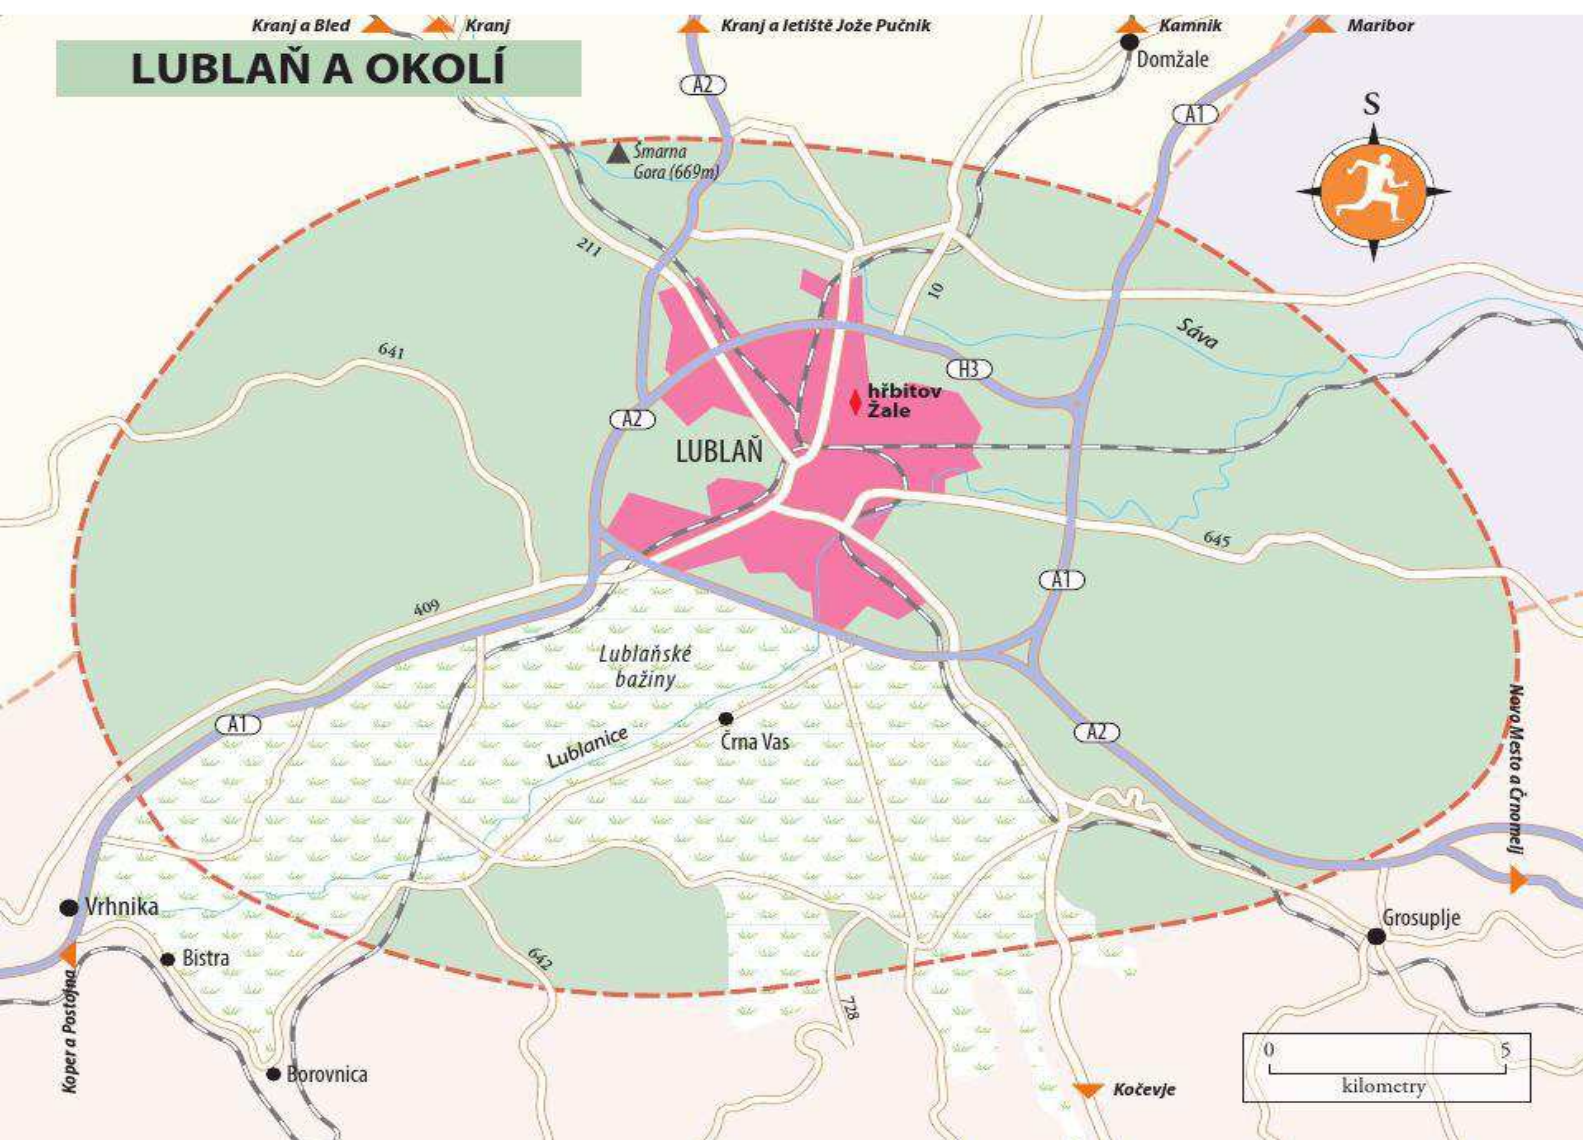 Kranj a Bled
Kranj
Kranj a letiště Jože Pučnik
Kamnik
Maribor
LUBLAŇ A OKOLÍ
Domžale
A2
A1
S
Šmarna
Gora (669m)
211
10
Sáva
641
H3
hřbitov
Žale
A2
LUBLAŇ
645
A1
409
Lublaňské
bažiny
Novo Mesto a Črnomelj
A1
Črna Vas
A2
Lublanice
Vrhnika
Grosuplje
Bistra
642
Koper a Postojna
728
0
5
kilometry
Borovnica
Kočevje